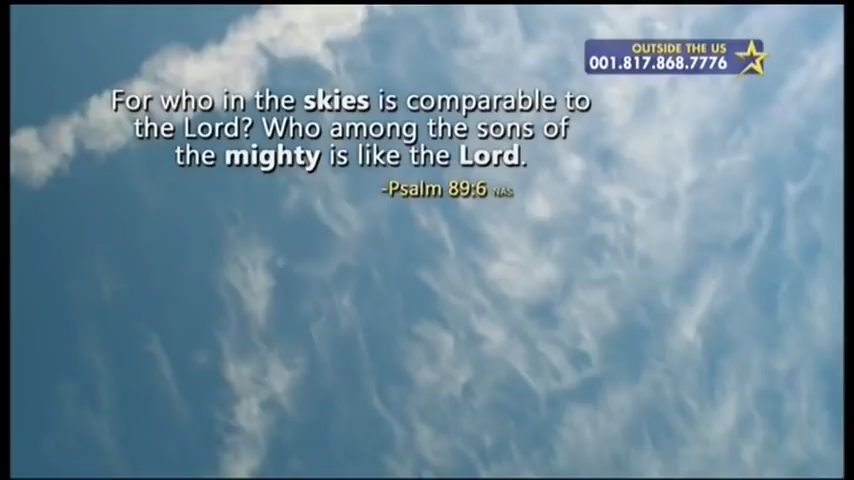 OUTSIDE THE US
001.817.868.7776
For who in the skies is comparable to
the Lord? Who among the sons of
the mighty is like the Lord.
-Psalm 89:6 NAS